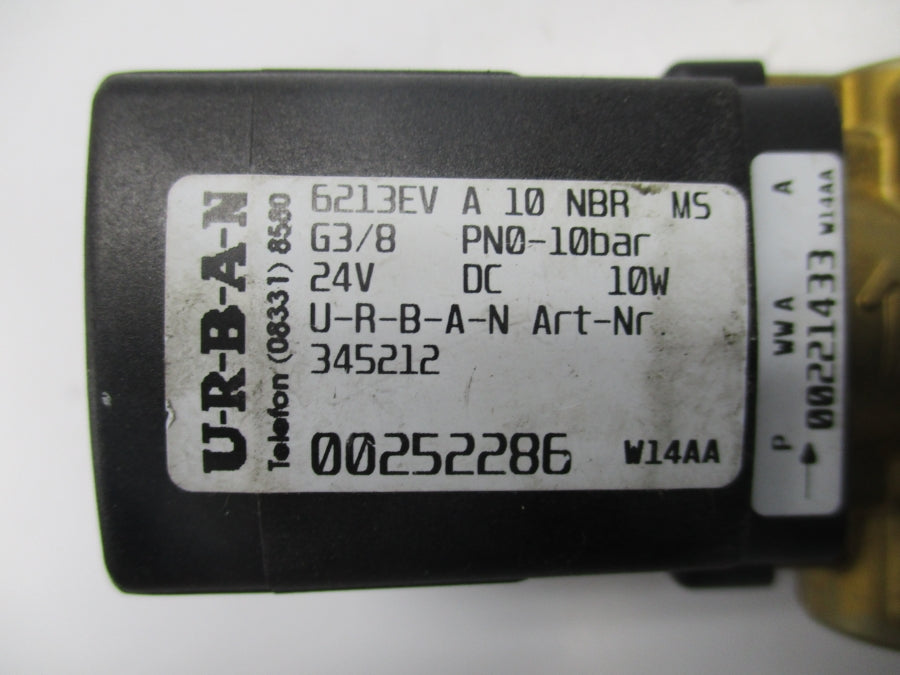 U-R-B-A-N
Telefon (08331) 8580
6213EV A 10 NBR MS
G3/8 PN0-10bar
24V DC 10W
U-R-B-A-N Art-Nr
345212
00252286 W14AA
P WWA A
00221433 W14AA